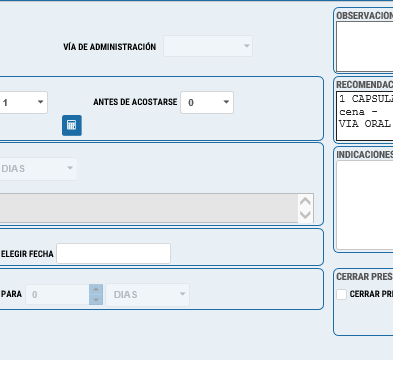 OBSERVACION
VÍA DE ADMINISTRACIÓN
RECOMENDAC
1 ANTES DE ACOSTARSE 0
1 CAPSULA
cena -
VIA ORAL
INDICACIONES
DIAS
ELEGIR FECHA
CERRAR PRES
PARA 0 DIAS
CERRAR PRE